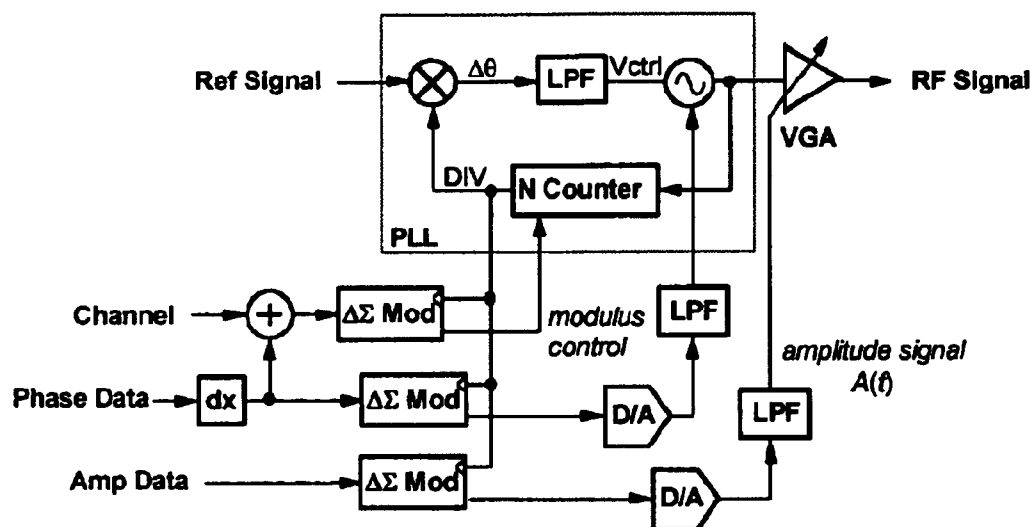 Ref Signal
Δθ
LPF
Vctrl
RF Signal
VGA
DIV
N Counter
PLL
Channel
+
ΔΣ Mod
modulus
control
LPF
amplitude signal
A(t)
Phase Data
dx
ΔΣ Mod
D/A
LPF
Amp Data
ΔΣ Mod
D/A